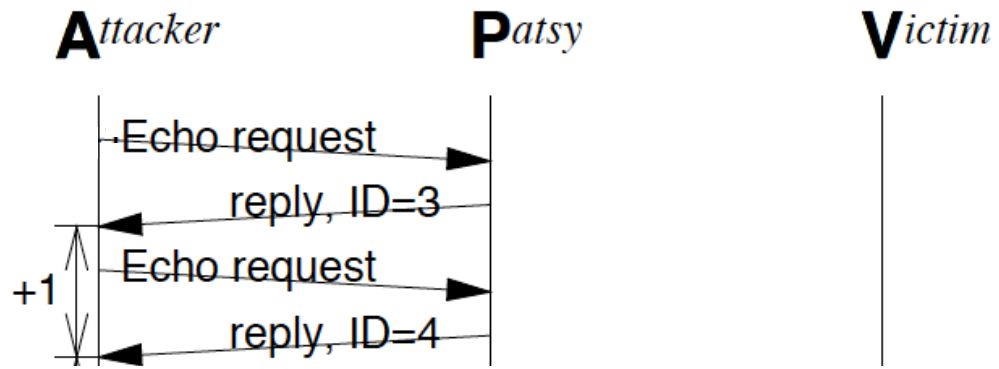 Attacker Patsy Victim
Echo request
reply, ID=3
Echo request
+1
reply, ID=4